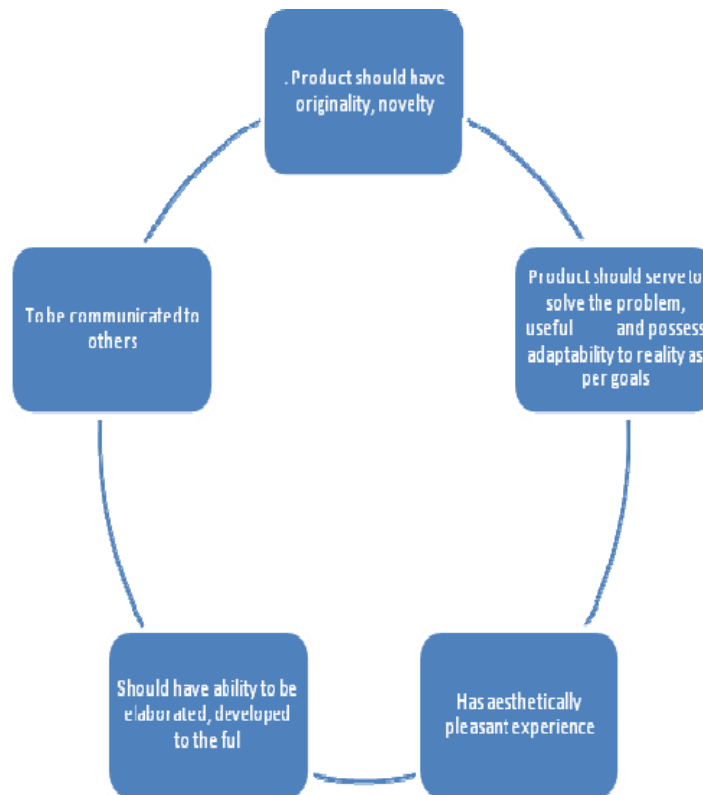 . Product should have
originality, novelty
Product should serve to
solve the problem,
useful and possess
adaptability to reality as
per goals
Has aesthetically
pleasant experience
Should have ability to be
elaborated, developed
to the ful
To be communicated to
others